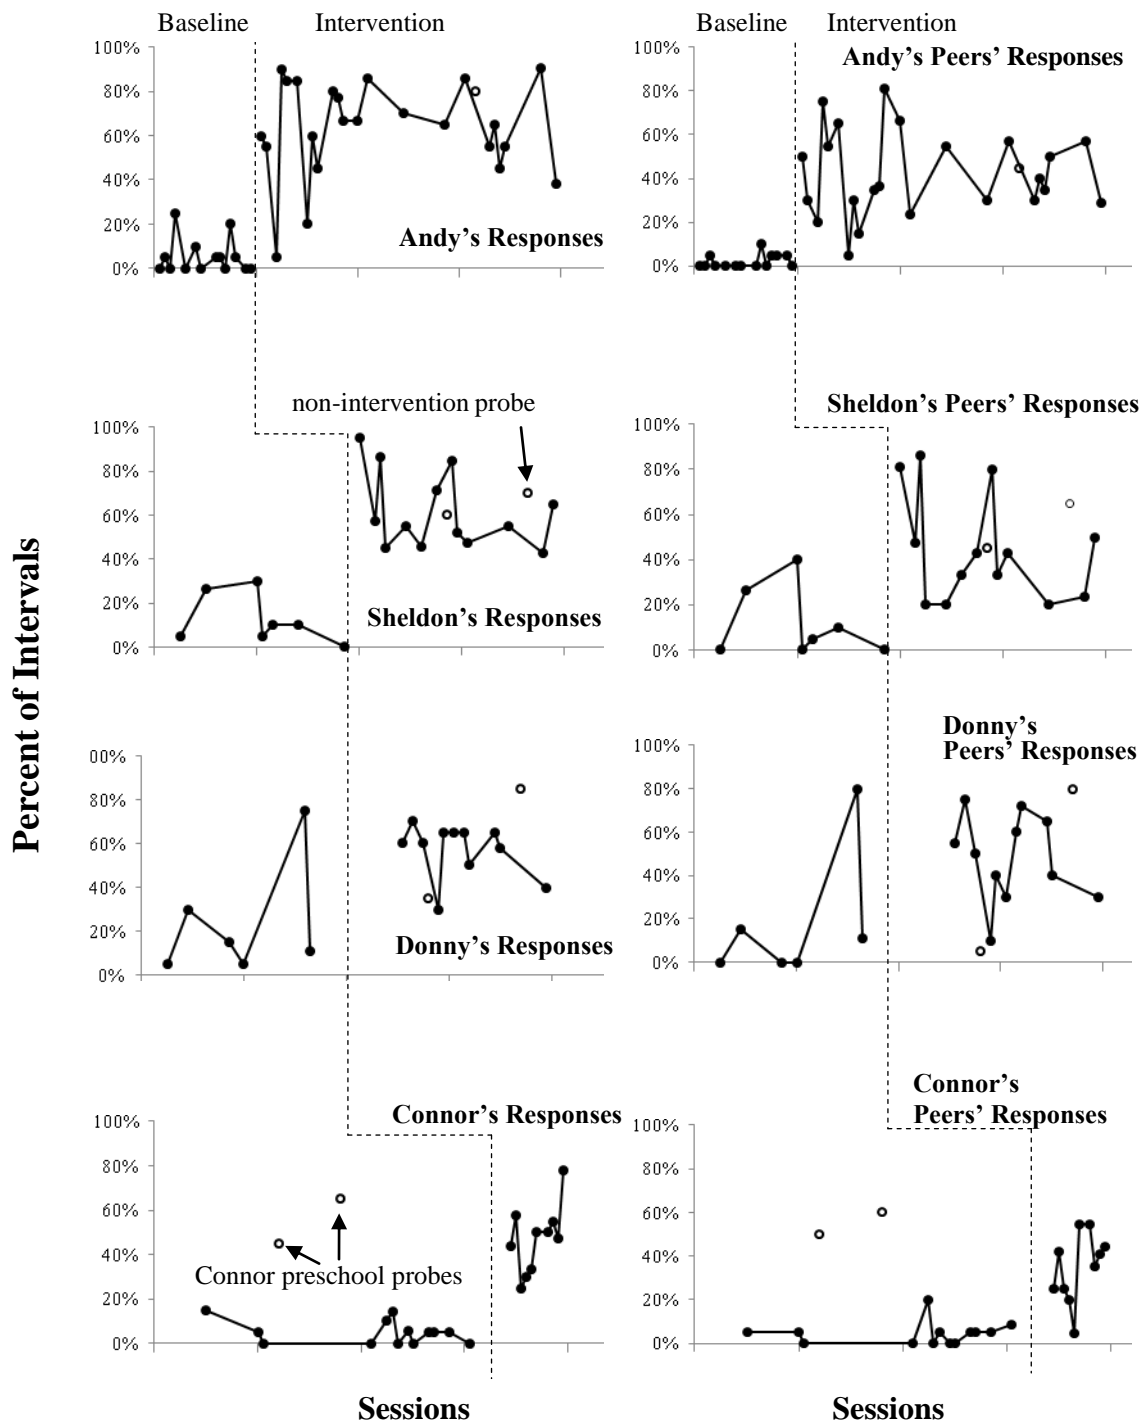 Baseline Intervention
Baseline Intervention
100%
80%
60%
40%
20%
0%
Andy's Responses
100%
80%
60%
40%
20%
0%
Andy's Peers' Responses
non-intervention probe
100%
80%
60%
40%
20%
0%
Sheldon's Responses
Sheldon's Peers' Responses
100%
80%
60%
40%
20%
0%
Percent of Intervals
00%
80%
60%
40%
20%
0%
Donny's Responses
Donny's
Peers' Responses
100%
80%
60%
40%
20%
0%
Connor's Responses
100%
80%
60%
40%
20%
0%
Connor preschool probes
Connor's
Peers' Responses
100%
80%
60%
40%
20%
0%
Sessions
Sessions